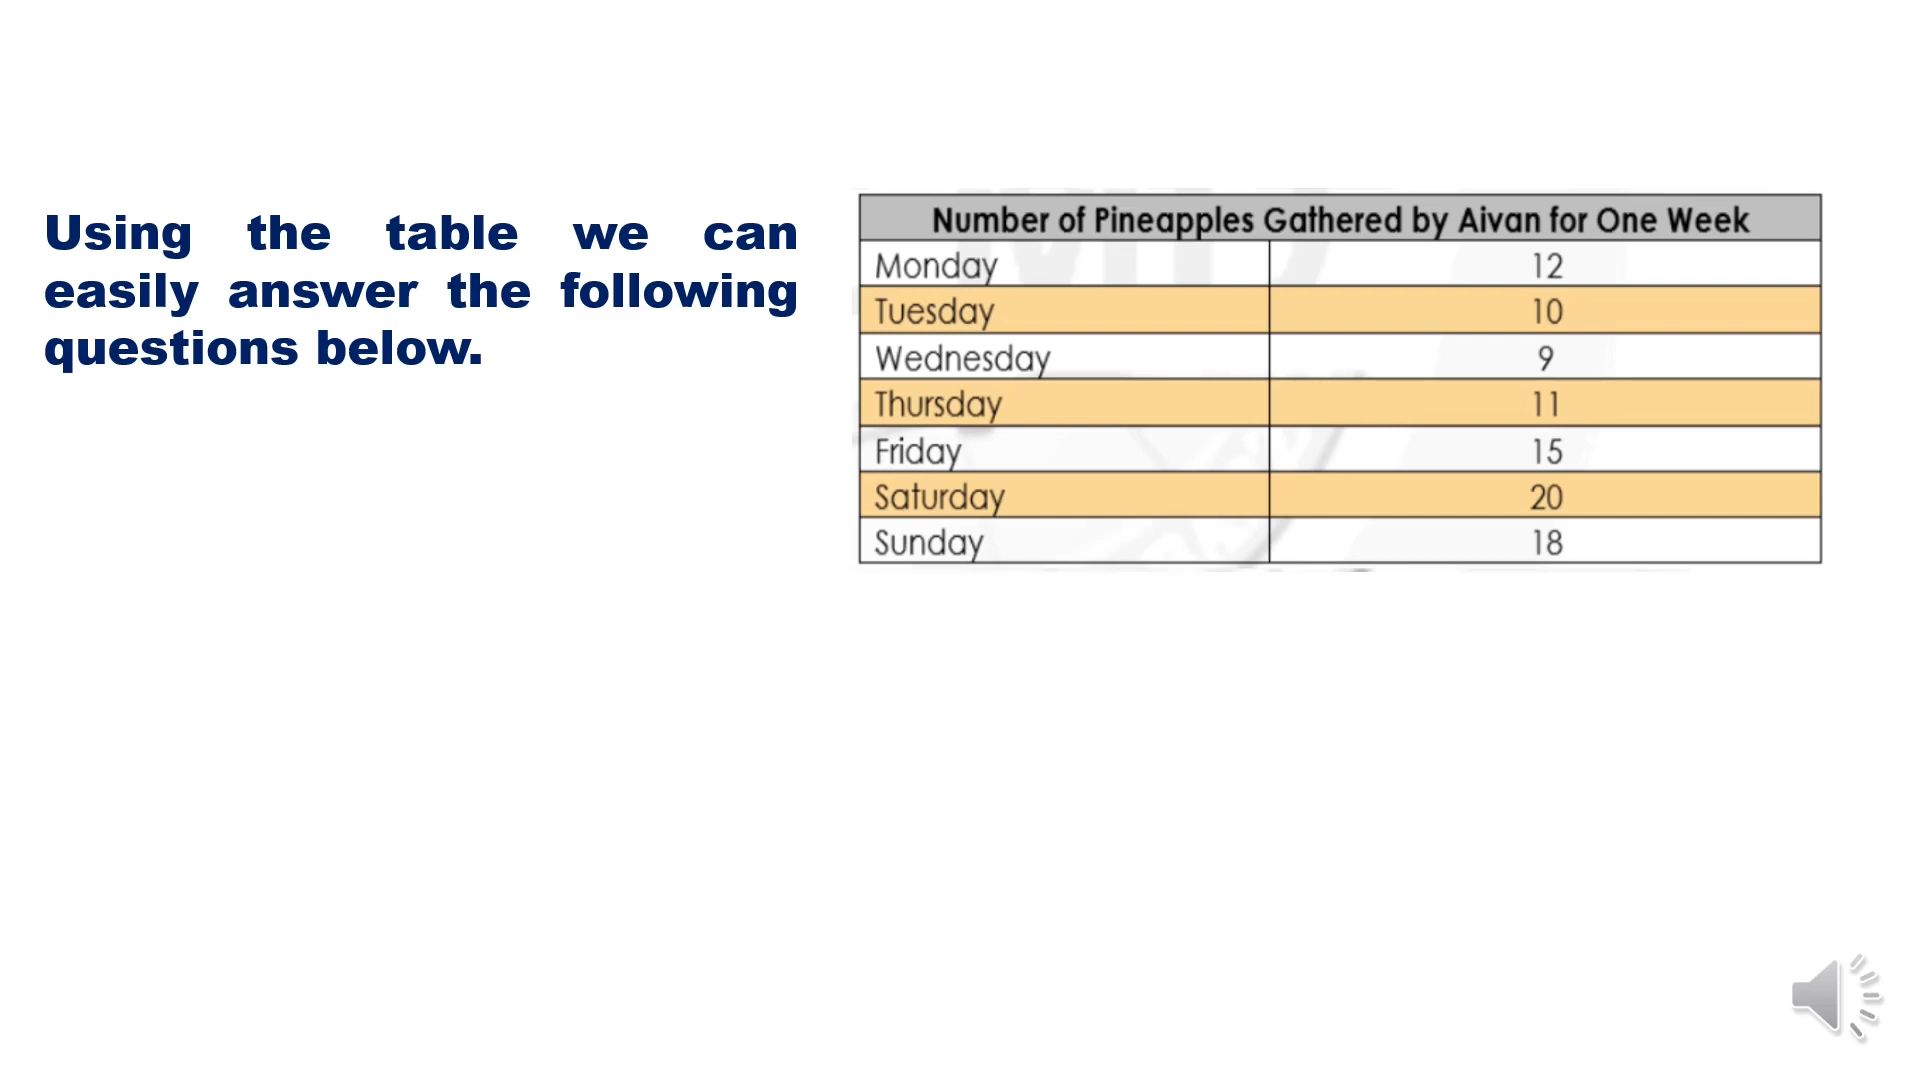 Using the table we can
easily answer the following
questions below.
Number of Pineapples Gathered by Aivan for One Week
Monday 12
Tuesday 10
Wednesday 9
Thursday 11
Friday 15
Saturday 20
Sunday 18